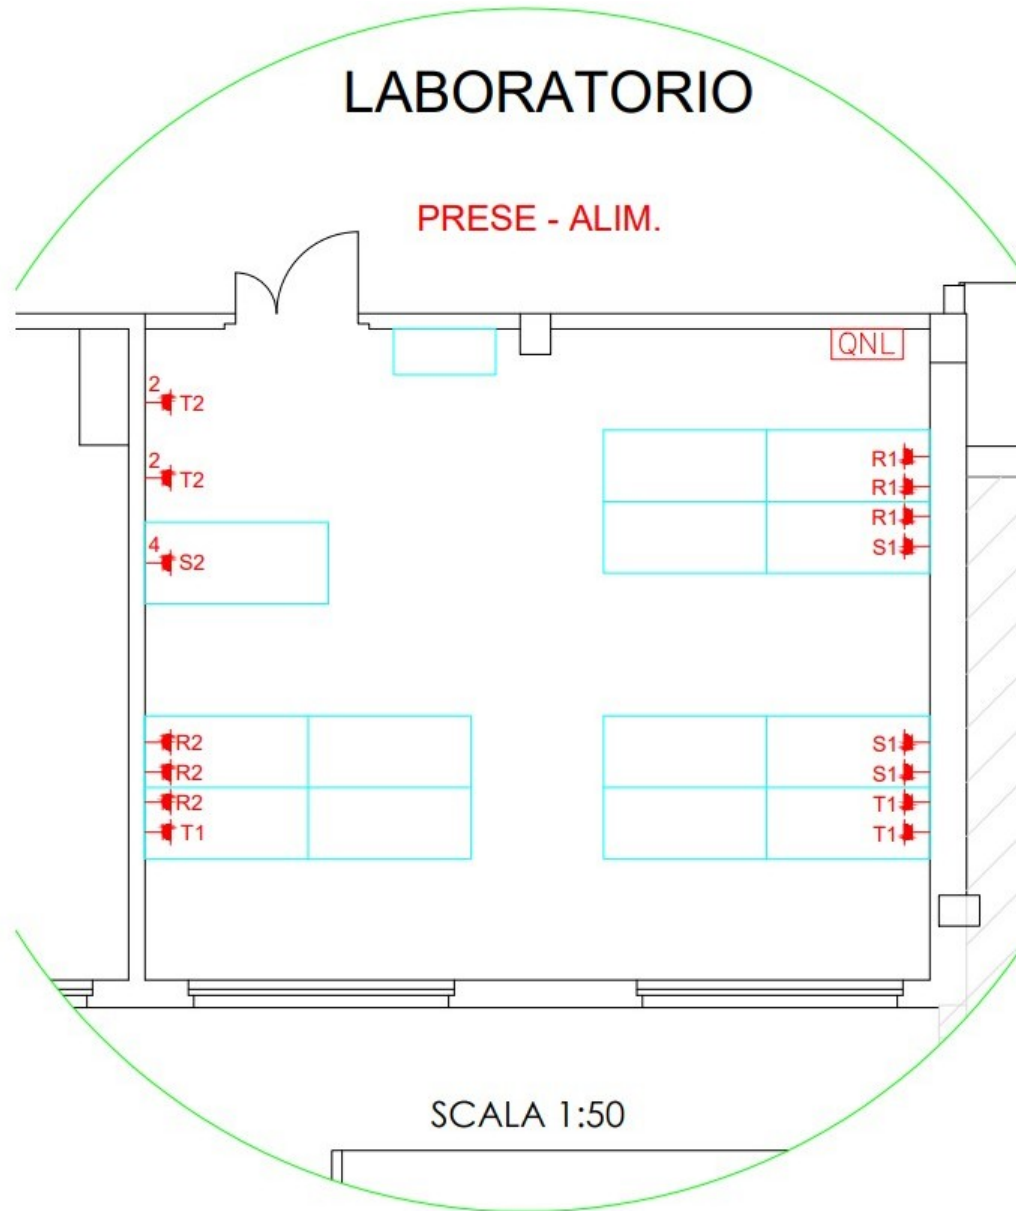 LABORATORIO
PRESE - ALIM.
QNL
2
T2
2
T2
4
S2
R1
R1
R1
S1
R2
R2
R2
T1
S1
S1
T1
T1
SCALA 1:50